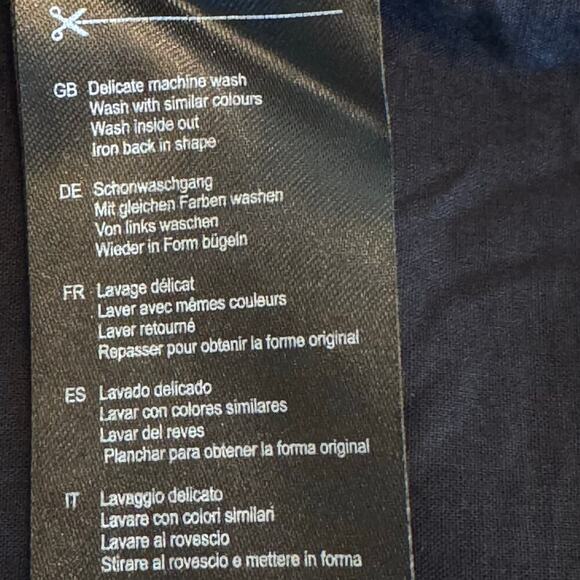 GB Delicate machine wash
Wash with similar colours
Wash inside out
Iron back in shape
DE Schonwaschgang
Mit gleichen Farben waschen
Von links waschen
Wieder in Form bügeln
FR Lavage délicat
Laver avec mêmes couleurs
Laver retourné
Repasser pour obtenir la forme original
ES Lavado delicado
Lavar con colores similares
Lavar del reves
Planchar para obtener la forma original
IT Lavaggio delicato
Lavare con colori similari
Lavare al rovescio
Stirare al rovescio e mettere in forma